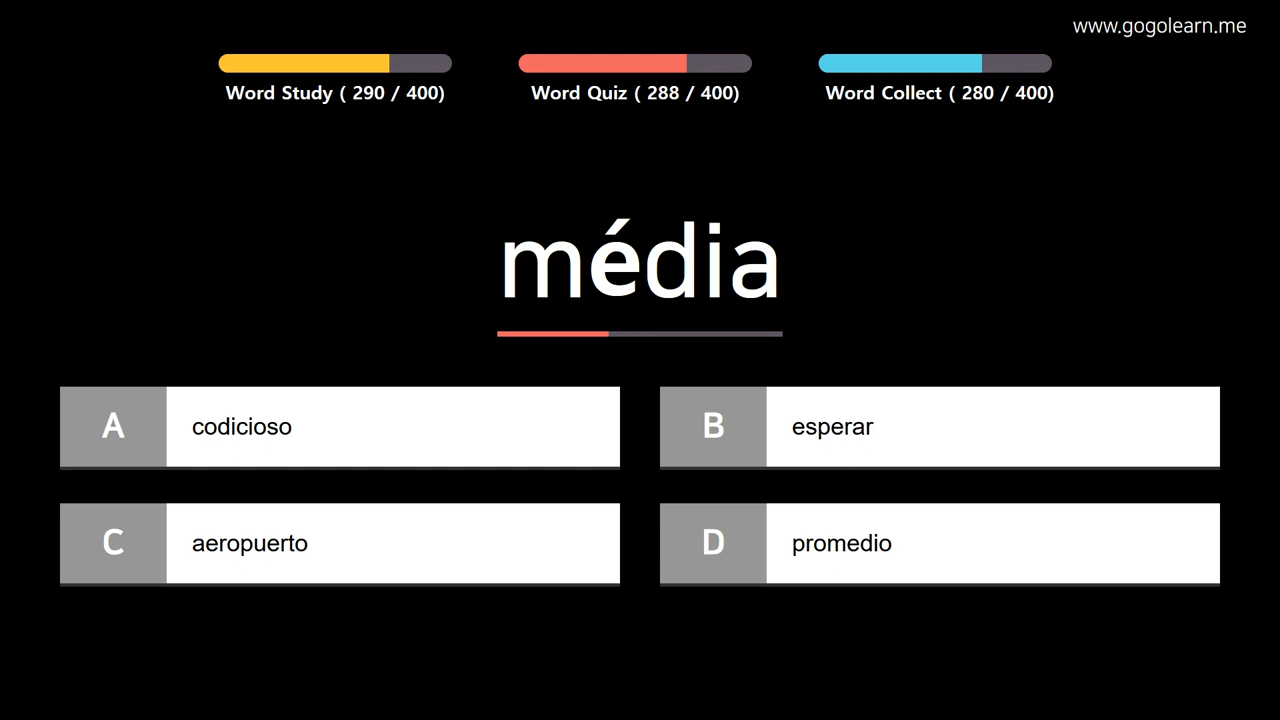 www.gogolearn.me
Word Study ( 290 / 400)
Word Quiz ( 288 / 400)
Word Collect ( 280 / 400)
média
A codicioso
B esperar
C aeropuerto
D promedio